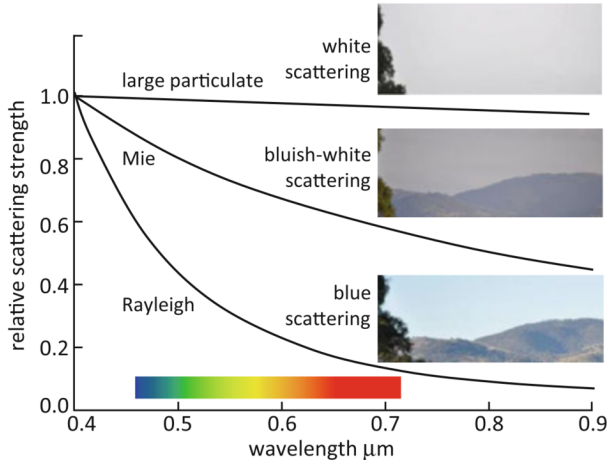 white
scattering
large particulate
1.0
Mie
bluish-white
scattering
0.8
0.6
Rayleigh
blue
scattering
0.4
0.2
0.0
relative scattering strength
0.4 0.5 0.6 0.7 0.8 0.9
wavelength μm